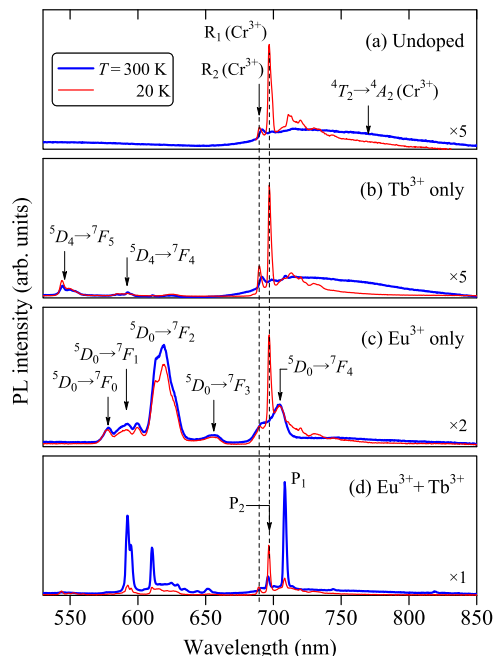 R₁ (Cr³⁺)
(a) Undoped
T = 300 K
20 K
R₂ (Cr³⁺)
⁴T₂→⁴A₂ (Cr³⁺)
×5
(b) Tb³⁺ only
⁵D₄→⁷F₅
⁵D₄→⁷F₄
×5
(c) Eu³⁺ only
⁵D₀→⁷F₂
⁵D₀→⁷F₁
⁵D₀→⁷F₀
⁵D₀→⁷F₃
⁵D₀→⁷F₄
×2
(d) Eu³⁺ + Tb³⁺
P₁
P₂
×1
PL intensity (arb. units)
550 600 650 700 750 800 850
Wavelength (nm)